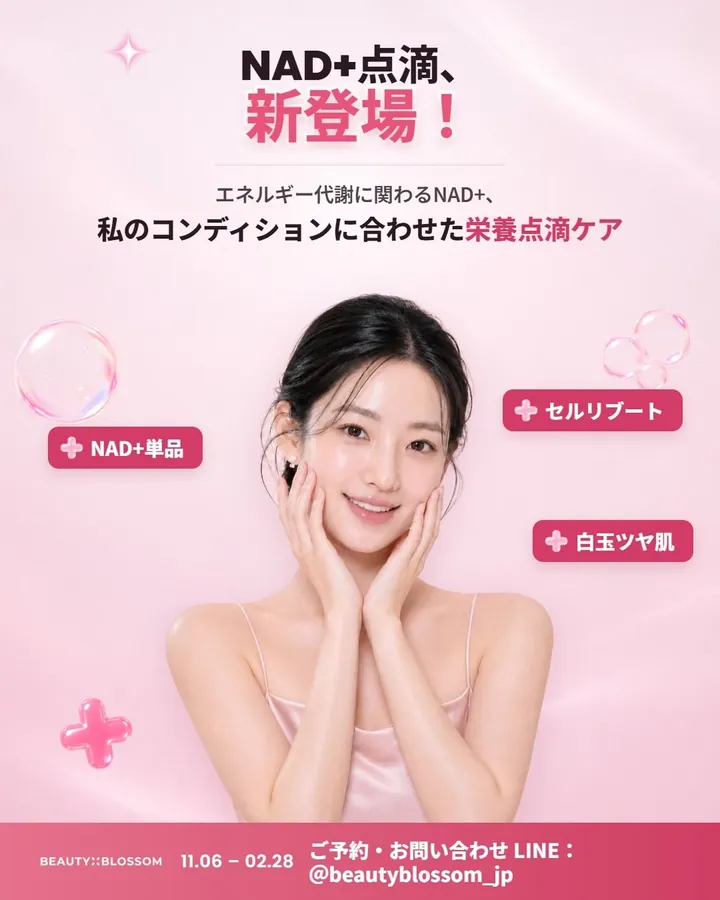 NAD+点滴、
新登場！
エネルギー代謝に関わるNAD+、
私のコンディションに合わせた栄養点滴ケア
セルリブート
NAD+単品
白玉ツヤ肌
BEAUTY BLOSSOM 11.06 – 02.28
ご予約・お問い合わせ LINE：
@beautyblossom_jp